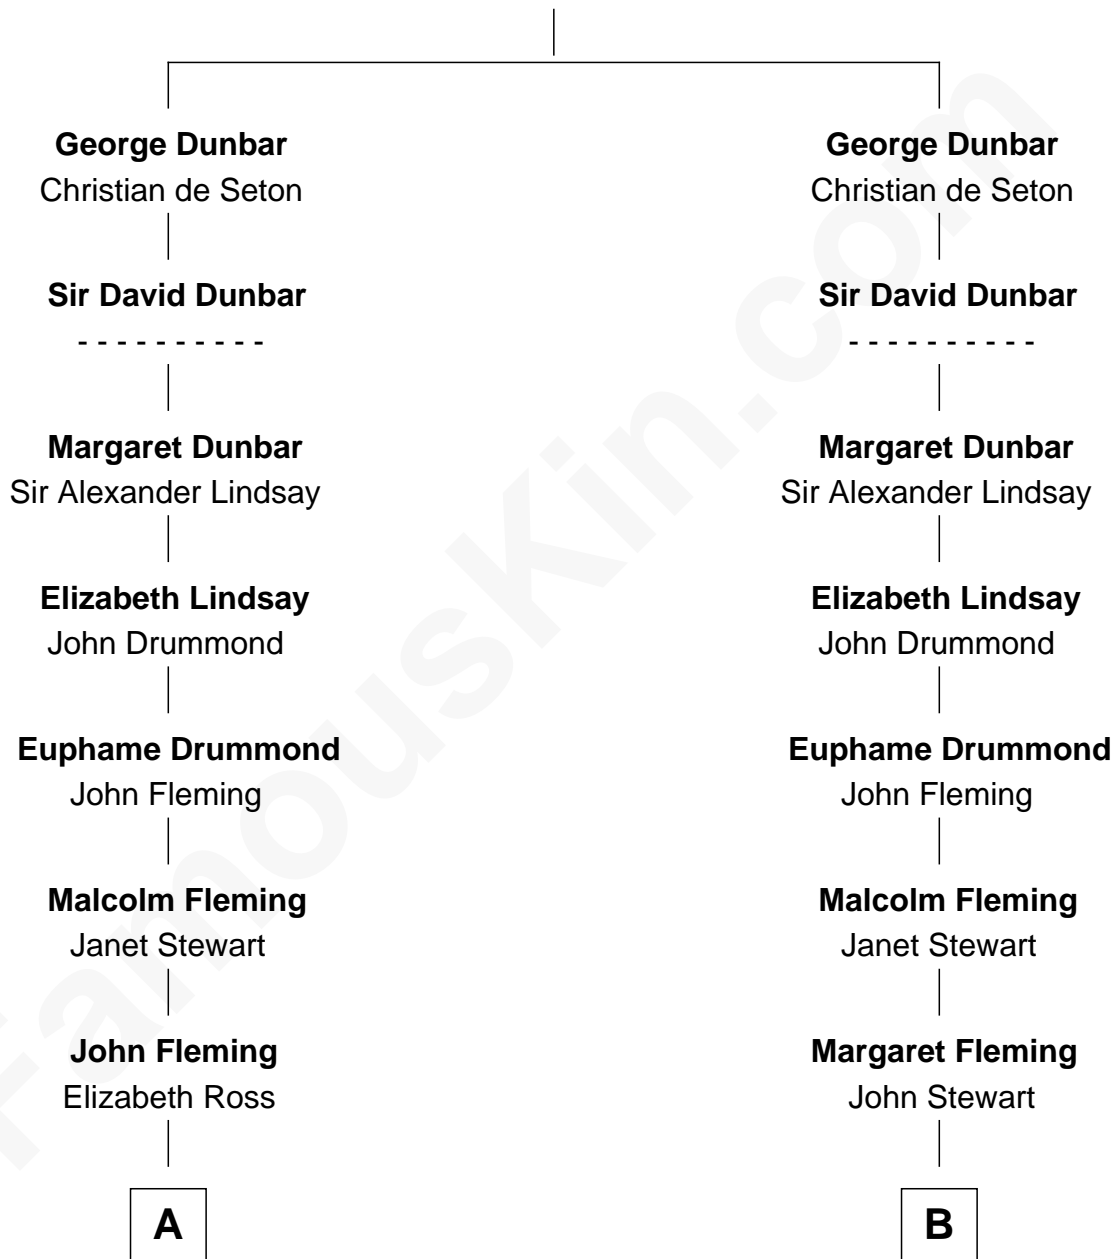 George Dunbar George Dunbar
Christian de Seton Christian de Seton
Sir David Dunbar Sir David Dunbar
- - - - - - - - - - - - - - - - - - - -
Margaret Dunbar Margaret Dunbar
Sir Alexander Lindsay Sir Alexander Lindsay
Elizabeth Lindsay Elizabeth Lindsay
John Drummond John Drummond
Euphame Drummond Euphame Drummond
John Fleming John Fleming
Malcolm Fleming Malcolm Fleming
Janet Stewart Janet Stewart
John Fleming Margaret Fleming
Elizabeth Ross John Stewart
A B
FamousKin.com